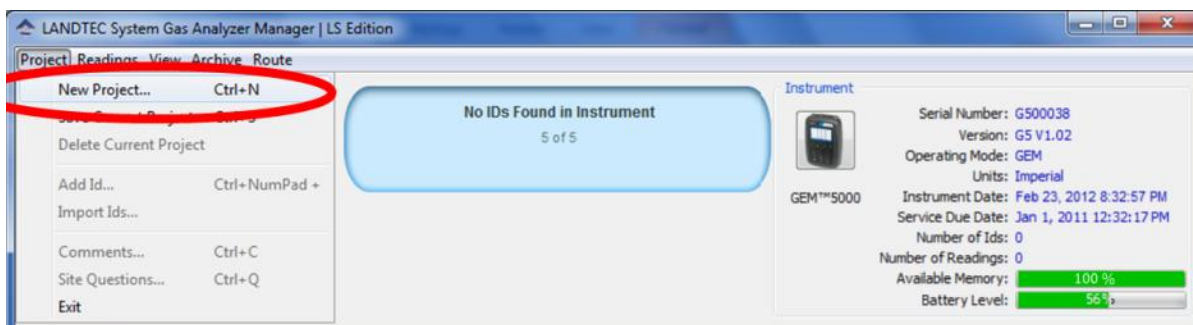 LANDTEC System Gas Analyzer Manager | LS Edition
Project Readings View Archive Route
New Project... Ctrl+N
Save Current Project Ctrl+S
Delete Current Project
Add Id... Ctrl+NumPad +
Import Ids...
Comments... Ctrl+C
Site Questions... Ctrl+Q
Exit
No IDs Found in Instrument
5 of 5
Instrument
GEM™5000
Serial Number: G500038
Version: G5 V1.02
Operating Mode: GEM
Units: Imperial
Instrument Date: Feb 23, 2012 8:32:57 PM
Service Due Date: Jan 1, 2011 12:32:17 PM
Number of Ids: 0
Number of Readings: 0
Available Memory: 100 %
Battery Level: 56%